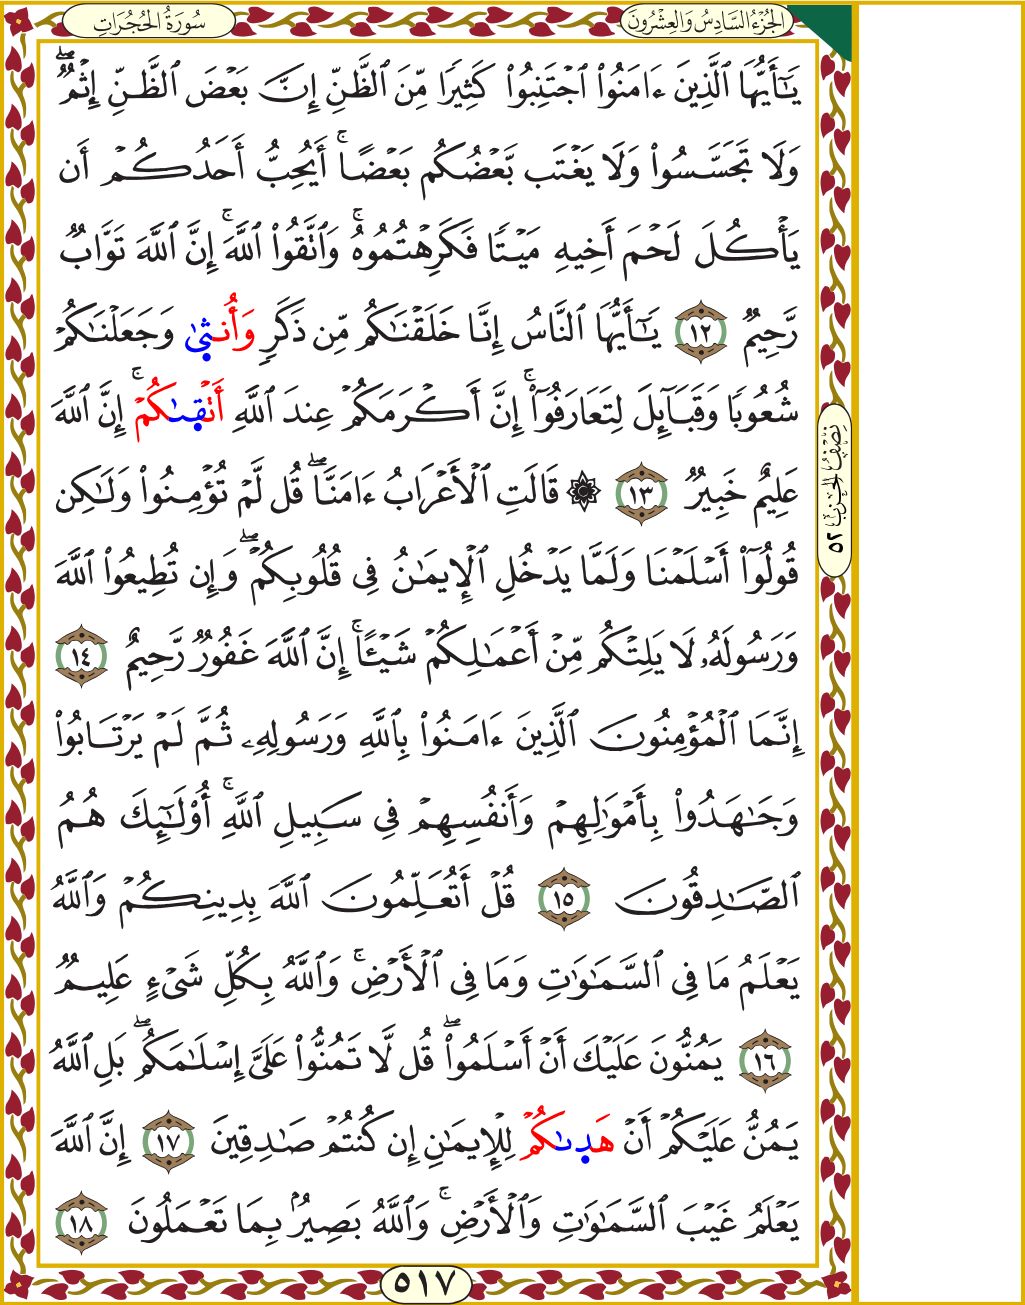 سُورَةُ الحُجُرَاتِ
الجُزْءُ السَّادِسُ وَالعِشْرُونَ
يَـٰٓأَيُّهَا ٱلَّذِينَ ءَامَنُواْ ٱجْتَنِبُواْ كَثِيرًا مِّنَ ٱلظَّنِّ إِنَّ بَعْضَ ٱلظَّنِّ إِثْمٌۖ
وَلَا تَجَسَّسُواْ وَلَا يَغْتَب بَّعْضُكُم بَعْضًاۚ أَيُحِبُّ أَحَدُكُمْ أَن
يَأْكُلَ لَحْمَ أَخِيهِ مَيْتًا فَكَرِهْتُمُوهُۚ وَٱتَّقُواْ ٱللَّهَۚ إِنَّ ٱللَّهَ تَوَّابٌ
رَّحِيمٌ ١٢ يَـٰٓأَيُّهَا ٱلنَّاسُ إِنَّا خَلَقْنَـٰكُم مِّن ذَكَرٍ وَأُنثٜىٰ وَجَعَلْنَـٰكُمْ
شُعُوبًا وَقَبَآئِلَ لِتَعَارَفُوٓاْۚ إِنَّ أَكْرَمَكُمْ عِندَ ٱللَّهِ أَتْقٜىٰكُمْۚ إِنَّ ٱللَّهَ
عَلِيمٌ خَبِيرٌ ١٣ ۞ قَالَتِ ٱلْأَعْرَابُ ءَامَنَّاۖ قُل لَّمْ تُؤْمِنُواْ وَلَـٰكِن
قُولُوٓاْ أَسْلَمْنَا وَلَمَّا يَدْخُلِ ٱلْإِيمَـٰنُ فِى قُلُوبِكُمْۖ وَإِن تُطِيعُواْ ٱللَّهَ
وَرَسُولَهُۥ لَا يَلِتْكُم مِّنْ أَعْمَـٰلِكُمْ شَيْـًٔاۚ إِنَّ ٱللَّهَ غَفُورٌ رَّحِيمٌ ١٤
إِنَّمَا ٱلْمُؤْمِنُونَ ٱلَّذِينَ ءَامَنُواْ بِٱللَّهِ وَرَسُولِهِۦ ثُمَّ لَمْ يَرْتَابُواْ
وَجَـٰهَدُواْ بِأَمْوَٰلِهِمْ وَأَنفُسِهِمْ فِى سَبِيلِ ٱللَّهِۚ أُوْلَـٰٓئِكَ هُمُ
ٱلصَّـٰدِقُونَ ١٥ قُلْ أَتُعَلِّمُونَ ٱللَّهَ بِدِينِكُمْ وَٱللَّهُ
يَعْلَمُ مَا فِى ٱلسَّمَـٰوَٰتِ وَمَا فِى ٱلْأَرْضِۚ وَٱللَّهُ بِكُلِّ شَىْءٍ عَلِيمٌ
١٦ يَمُنُّونَ عَلَيْكَ أَنْ أَسْلَمُواْۖ قُل لَّا تَمُنُّواْ عَلَىَّ إِسْلَـٰمَكُمۖ بَلِ ٱللَّهُ
يَمُنُّ عَلَيْكُمْ أَنْ هَدٜىٰكُمْ لِلْإِيمَـٰنِ إِن كُنتُمْ صَـٰدِقِينَ ١٧ إِنَّ ٱللَّهَ
يَعْلَمُ غَيْبَ ٱلسَّمَـٰوَٰتِ وَٱلْأَرْضِۚ وَٱللَّهُ بَصِيرٌۢ بِمَا تَعْمَلُونَ ١٨
نِصْفُ الحِزْبِ ٥٢
٥١٧